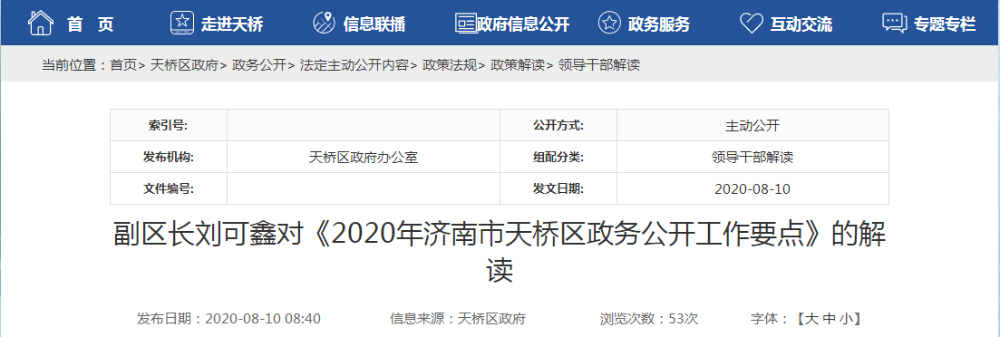 首 页 走进天桥 信息联播 政府信息公开 政务服务 互动交流 专题专栏
当前位置：首页> 天桥区政府> 政务公开> 法定主动公开内容> 政策法规> 政策解读> 领导干部解读
索引号: 公开方式: 主动公开
发布机构: 天桥区政府办公室 组配分类: 领导干部解读
文件编号: 发文日期: 2020-08-10
副区长刘可鑫对《2020年济南市天桥区政务公开工作要点》的解
读
发布日期：2020-08-10 08:40 信息来源：天桥区政府 浏览次数：53次 字体：【大 中 小】